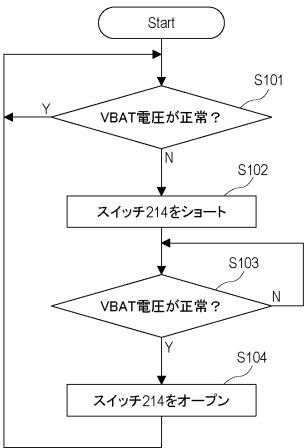 Start
S101
VBAT電圧が正常？
Y
N
S102
スイッチ214をショート
S103
VBAT電圧が正常？
N
Y
S104
スイッチ214をオープン